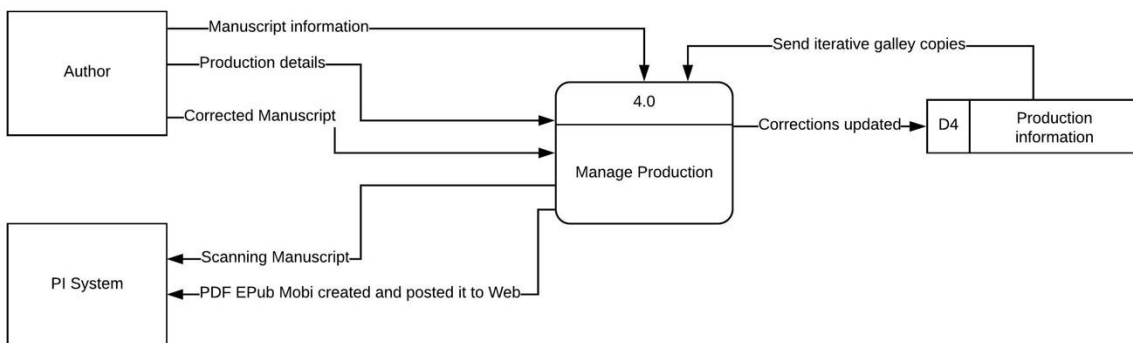 Manuscript information
Send iterative galley copies
Production details
Author
4.0
Corrected Manuscript
Corrections updated
D4
Production
information
Manage Production
Scanning Manuscript
PI System
PDF EPub Mobi created and posted it to Web